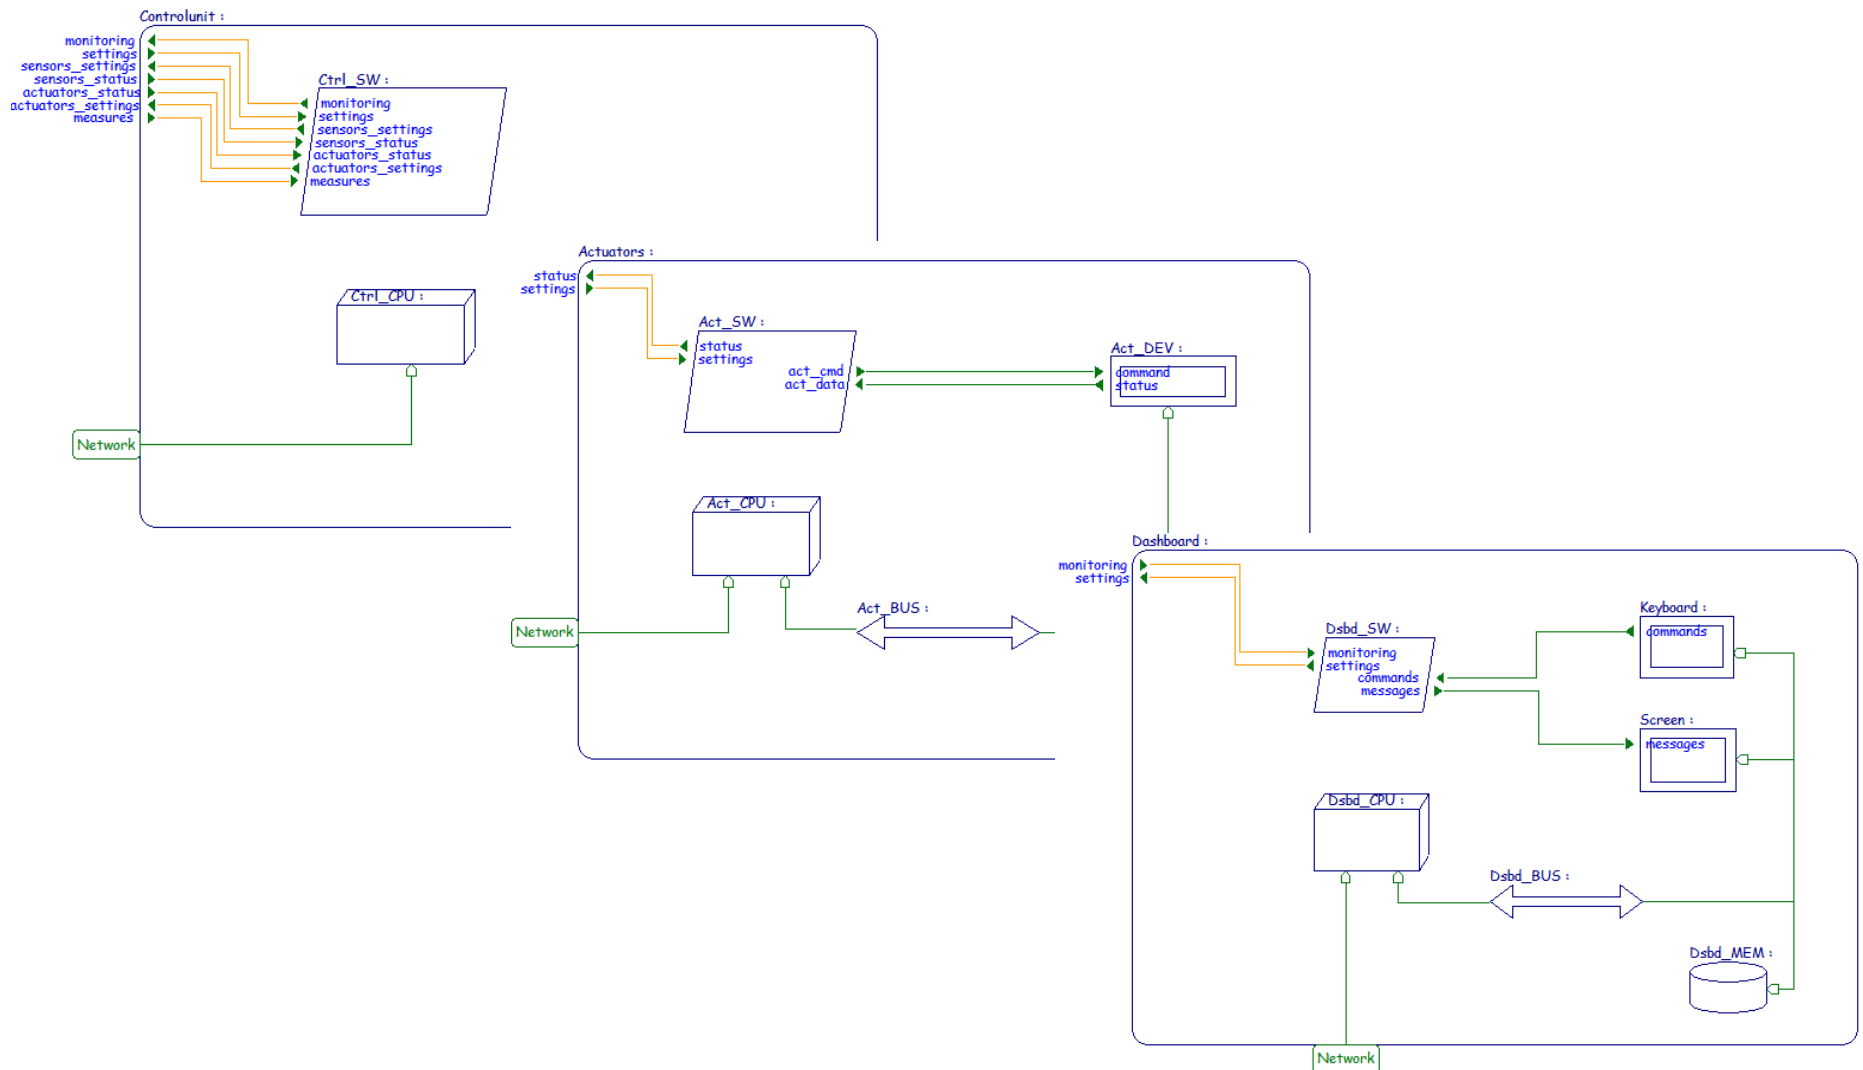 Controlunit :
monitoring
settings
sensors_settings
sensors_status
actuators_status
actuators_settings
measures
Ctrl_SW :
monitoring
settings
sensors_settings
sensors_status
actuators_status
actuators_settings
measures
Ctrl_CPU :
Network
Actuators :
status
settings
Act_SW :
status
settings
act_cmd
act_data
Act_DEV :
command
status
Act_CPU :
Act_BUS :
Network
Dashboard :
monitoring
settings
Dsbd_SW :
monitoring
settings
commands
messages
Keyboard :
commands
Screen :
messages
Dsbd_CPU :
Dsbd_BUS :
Dsbd_MEM :
Network